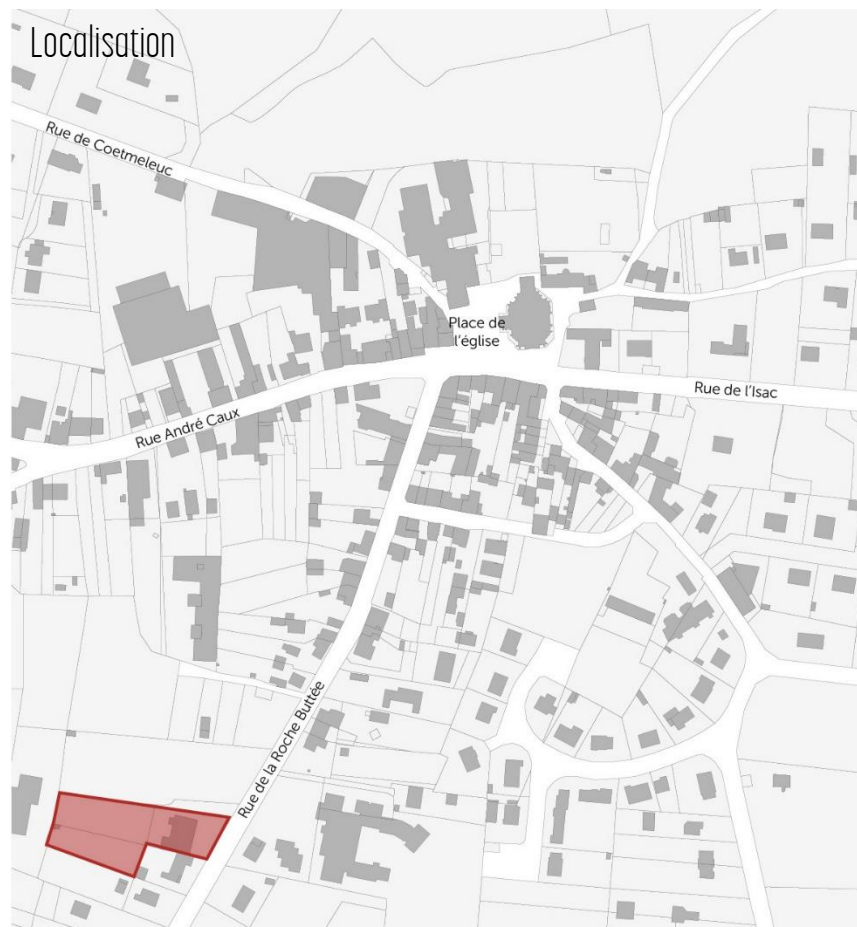 Localisation
Rue de Coetmeleuc
Place de
l'église
Rue de l'Isac
Rue André Caux
Rue de la Roche Buttée